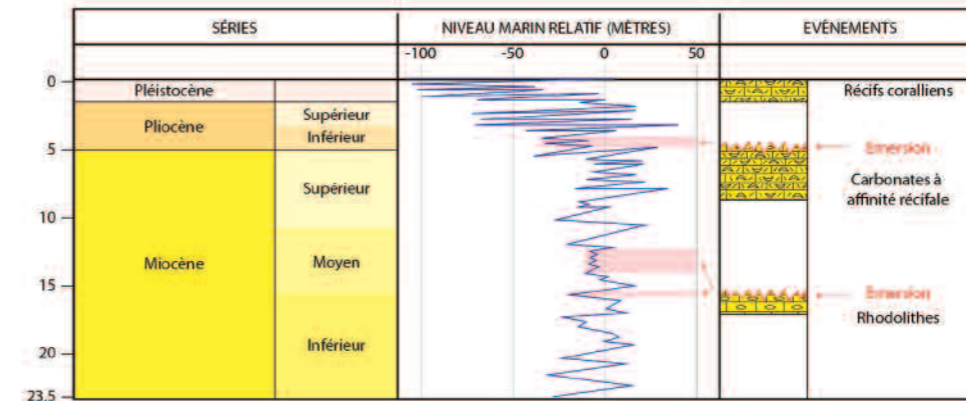 SÉRIES
NIVEAU MARIN RELATIF (MÈTRES)
EVÈNEMENTS
-100 -50 0 50
0
Pléistocène
Récifs coralliens
Pliocène
Supérieur
Inférieur
Emersion
5
Supérieur
Carbonates à
affinité récifale
10
Miocène
Moyen
15
Emersion
Rhodolithes
Inférieur
20
23.5